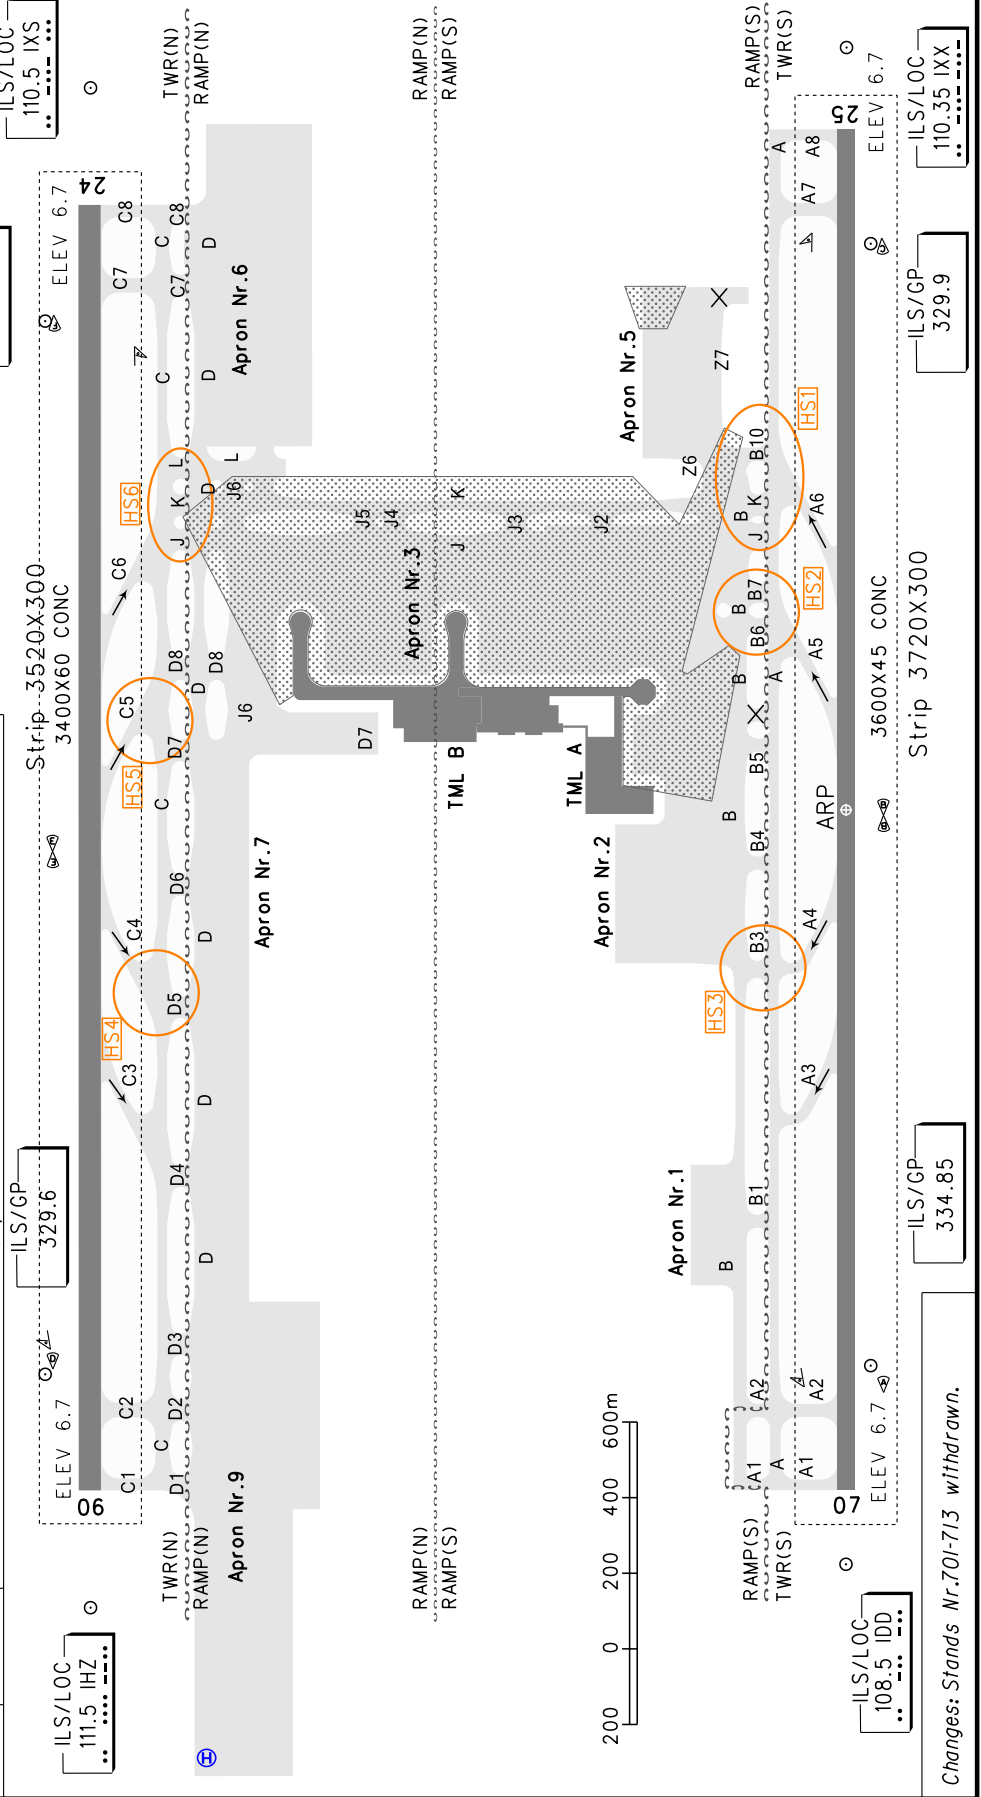 ILS/LOC
110.5 IXS
TWR(N)
RAMP(N)
RAMP(N)
RAMP(S)
RAMP(S)
TWR(S)
ILS/LOC
110.35 IXX
24
ELEV 6.7
25
ELEV 6.7
C8
C8
C
D
C7
C7
A
A8
A7
Apron Nr.6
C
D
ILS/GP
329.9
Apron Nr.5
Z7
HS1
HS6
L
K
J
L
D
J6
J5
J4
K
J
J3
J2
Z6
B10
B
K
J
A6
C6
Apron Nr.3
HS2
B7
B
B6
A5
Strip 3520X300
3400X60 CONC
3600X45 CONC
Strip 3720X300
D8
D8
D
C5
D7
J6
D7
HS5
C
TML B
TML A
B
A
B5
B
B4
ARP
D6
C4
D
Apron Nr.7
Apron Nr.2
B3
A4
HS3
D5
HS4
C3
D
A3
ILS/GP
329.6
D4
D
Apron Nr.1
B1
B
ILS/GP
334.85
D3
ELEV 6.7
C2
D2
C
C1
D1
06
Apron Nr.9
A2
A2
A1
A
A1
ELEV 6.7
07
TWR(N)
RAMP(N)
RAMP(N)
RAMP(S)
RAMP(S)
TWR(S)
200 0 200 400 600m
ILS/LOC
111.5 IHZ
H
ILS/LOC
108.5 IDD
Changes: Stands Nr.701-713 withdrawn.